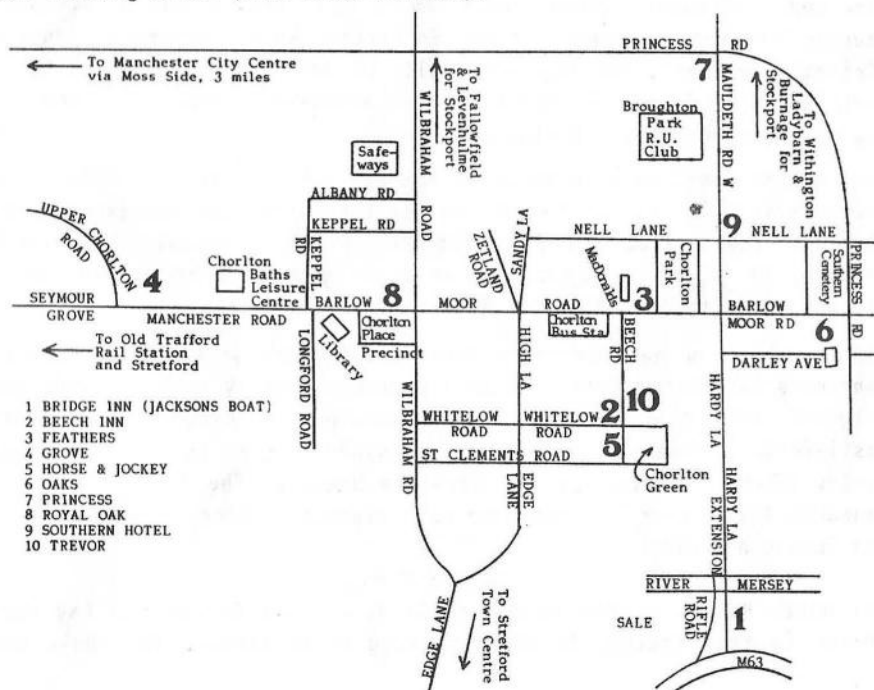 PRINCESS RD
To Manchester City Centre
via Moss Side, 3 miles
WILBRAHAM ROAD
To Fallowfield
& Levenhulme
for Stockport
7
MAULDETH RD W
To Withington
Ladybarn &
Burnage for
Stockport
Broughton
Park
R.U.
Club
Safe-
ways
ALBANY RD
KEPPEL RD
KEPPEL RD
UPPER CHORLTON
ROAD
4
Chorlton
Baths
Leisure
Centre
ZETLAND
ROAD
SANDY LA
NELL LANE
9
NELL LANE
MacDonalds
3
Chorlton
Park
Southern
Cemetery
PRINCESS RD
SEYMOUR
GROVE
MANCHESTER ROAD
BARLOW
8
MOOR
ROAD
BARLOW
MOOR RD
6
To Old Trafford
Rail Station
and Stretford
LONGFORD ROAD
Library
Chorlton
Place
Precinct
HIGH LA
Chorlton
Bus Sta
BEECH RD
DARLEY AVE
HARDY LA
WILBRAHAM RD
WHITELOW
ROAD
WHITELOW
ROAD
2
10
ST CLEMENTS ROAD
5
Chorlton
Green
EDGE
LANE
HARDY LA
EXTENSION
1 BRIDGE INN (JACKSONS BOAT)
2 BEECH INN
3 FEATHERS
4 GROVE
5 HORSE & JOCKEY
6 OAKS
7 PRINCESS
8 ROYAL OAK
9 SOUTHERN HOTEL
10 TREVOR
RIVER MERSEY
EDGE LANE
To Stretford
Town Centre
SALE
RIFLE
ROAD
1
M63